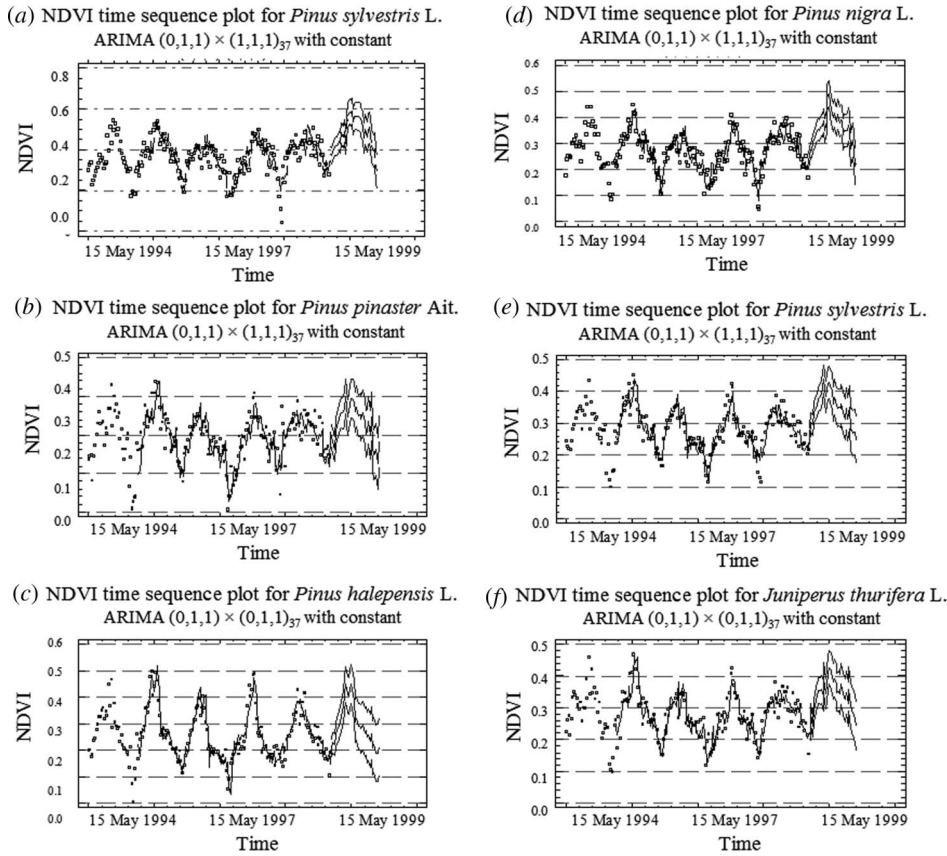 (a) NDVI time sequence plot for Pinus sylvestris L.
ARIMA (0,1,1) × (1,1,1)37 with constant
0.8
0.6
0.4
0.2
0.0
NDVI
15 May 1994 15 May 1997 15 May 1999
Time
(b) NDVI time sequence plot for Pinus pinaster Ait.
ARIMA (0,1,1) × (1,1,1)37 with constant
0.5
0.4
0.3
0.2
0.1
0.0
NDVI
15 May 1994 15 May 1997 15 May 1999
Time
(c) NDVI time sequence plot for Pinus halepensis L.
ARIMA (0,1,1) × (0,1,1)37 with constant
0.6
0.5
0.4
0.3
0.2
0.1
0.0
NDVI
15 May 1994 15 May 1997 15 May 1999
Time
(d) NDVI time sequence plot for Pinus nigra L.
ARIMA (0,1,1) × (1,1,1)37 with constant
0.6
0.5
0.4
0.3
0.2
0.1
0.0
NDVI
15 May 1994 15 May 1997 15 May 1999
Time
(e) NDVI time sequence plot for Pinus sylvestris L.
ARIMA (0,1,1) × (1,1,1)37 with constant
0.5
0.4
0.3
0.2
0.1
0.0
NDVI
15 May 1994 15 May 1997 15 May 1999
Time
(f) NDVI time sequence plot for Juniperus thurifera L.
ARIMA (0,1,1) × (0,1,1)37 with constant
0.5
0.4
0.3
0.2
0.1
0.0
NDVI
15 May 1994 15 May 1997 15 May 1999
Time